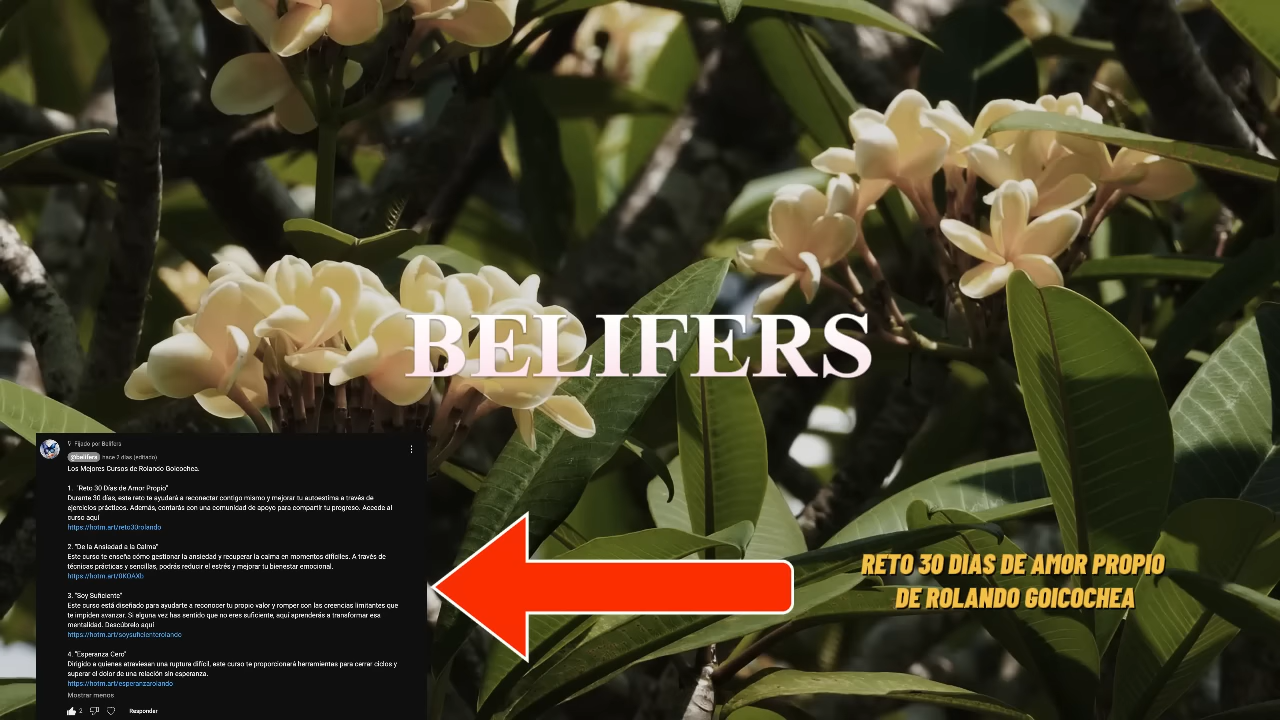 BELIFERS
Fijado por Belifers
@belifers hace 2 días (editado)
Los Mejores Cursos de Rolando Goicochea.
1. "Reto 30 Días de Amor Propio"
Durante 30 días, este reto te ayudará a reconectar contigo mismo y mejorar tu autoestima a través de
ejercicios prácticos. Además, contarás con una comunidad de apoyo para compartir tu progreso. Accede al
curso aquí
https://hotm.art/reto30rolando
2. "De la Ansiedad a la Calma"
Este curso te enseña cómo gestionar la ansiedad y recuperar la calma en momentos difíciles. A través de
técnicas prácticas y sencillas, podrás reducir el estrés y mejorar tu bienestar emocional.
https://hotm.art/0KOAXb
3. "Soy Suficiente"
Este curso está diseñado para ayudarte a reconocer tu propio valor y romper con las creencias limitantes que
te impiden avanzar. Si alguna vez has sentido que no eres suficiente, aquí aprenderás a transformar esa
mentalidad. Descúbrelo aquí
https://hotm.art/soysuficienterolando
4. "Esperanza Cero"
Dirigido a quienes atraviesan una ruptura difícil, este curso te proporcionará herramientas para cerrar ciclos y
superar el dolor de una relación sin esperanza.
https://hotm.art/esperanzarolando
Mostrar menos
2 Responder
RETO 30 DIAS DE AMOR PROPIO
DE ROLANDO GOICOCHEA